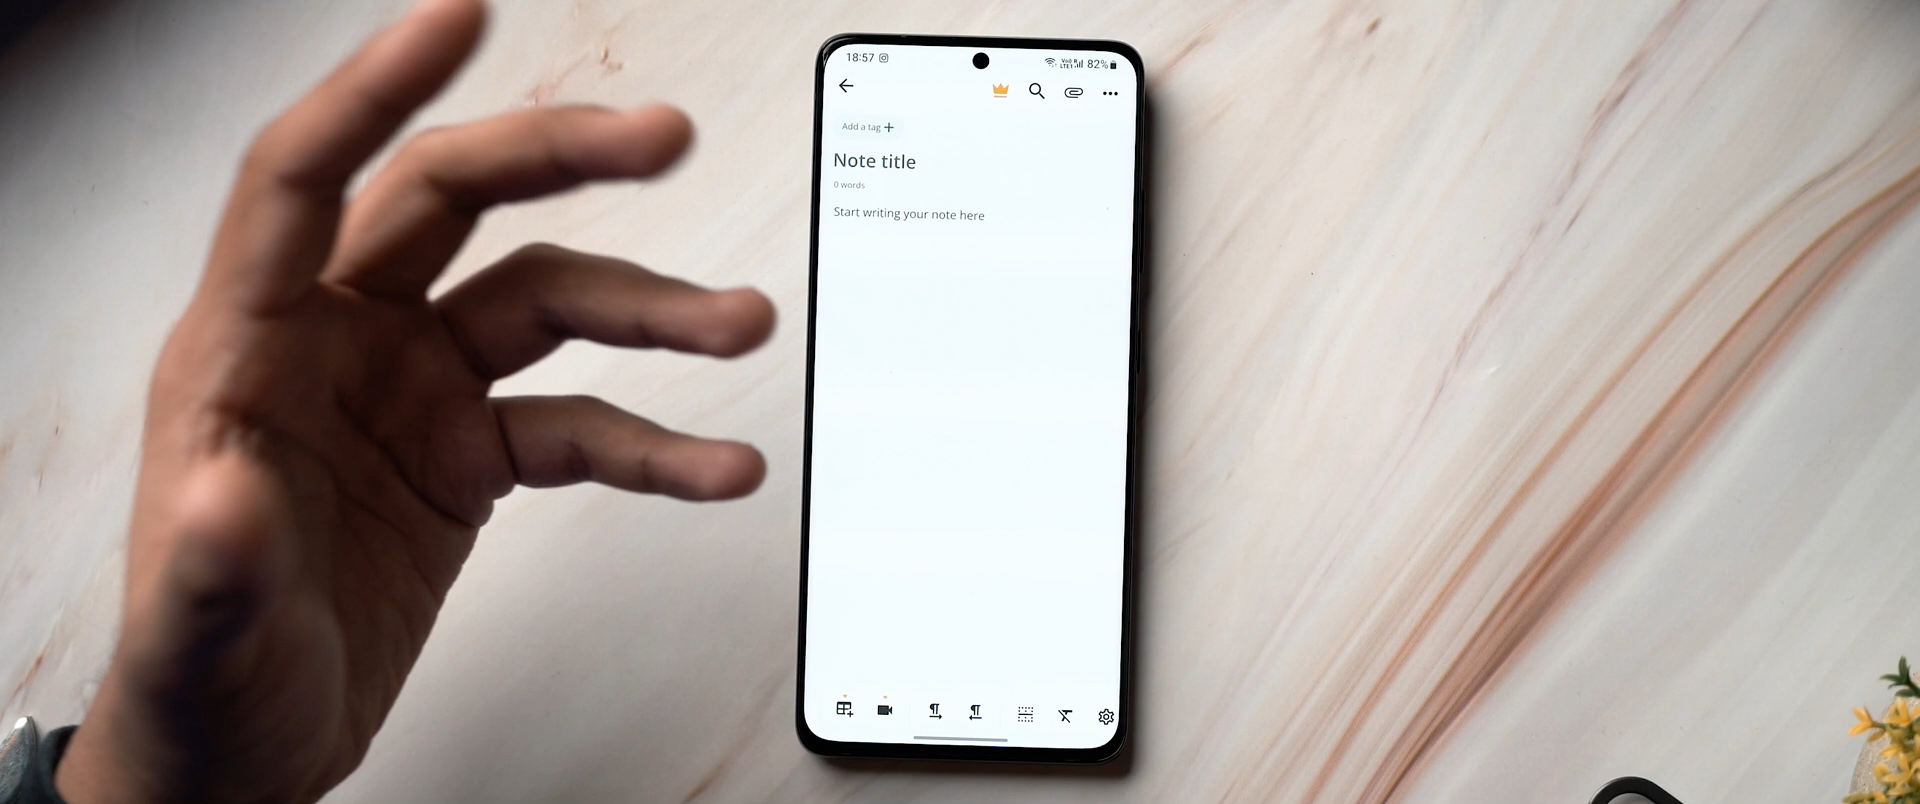 18:57 82%
Add a tag +
Note title
0 words
Start writing your note here